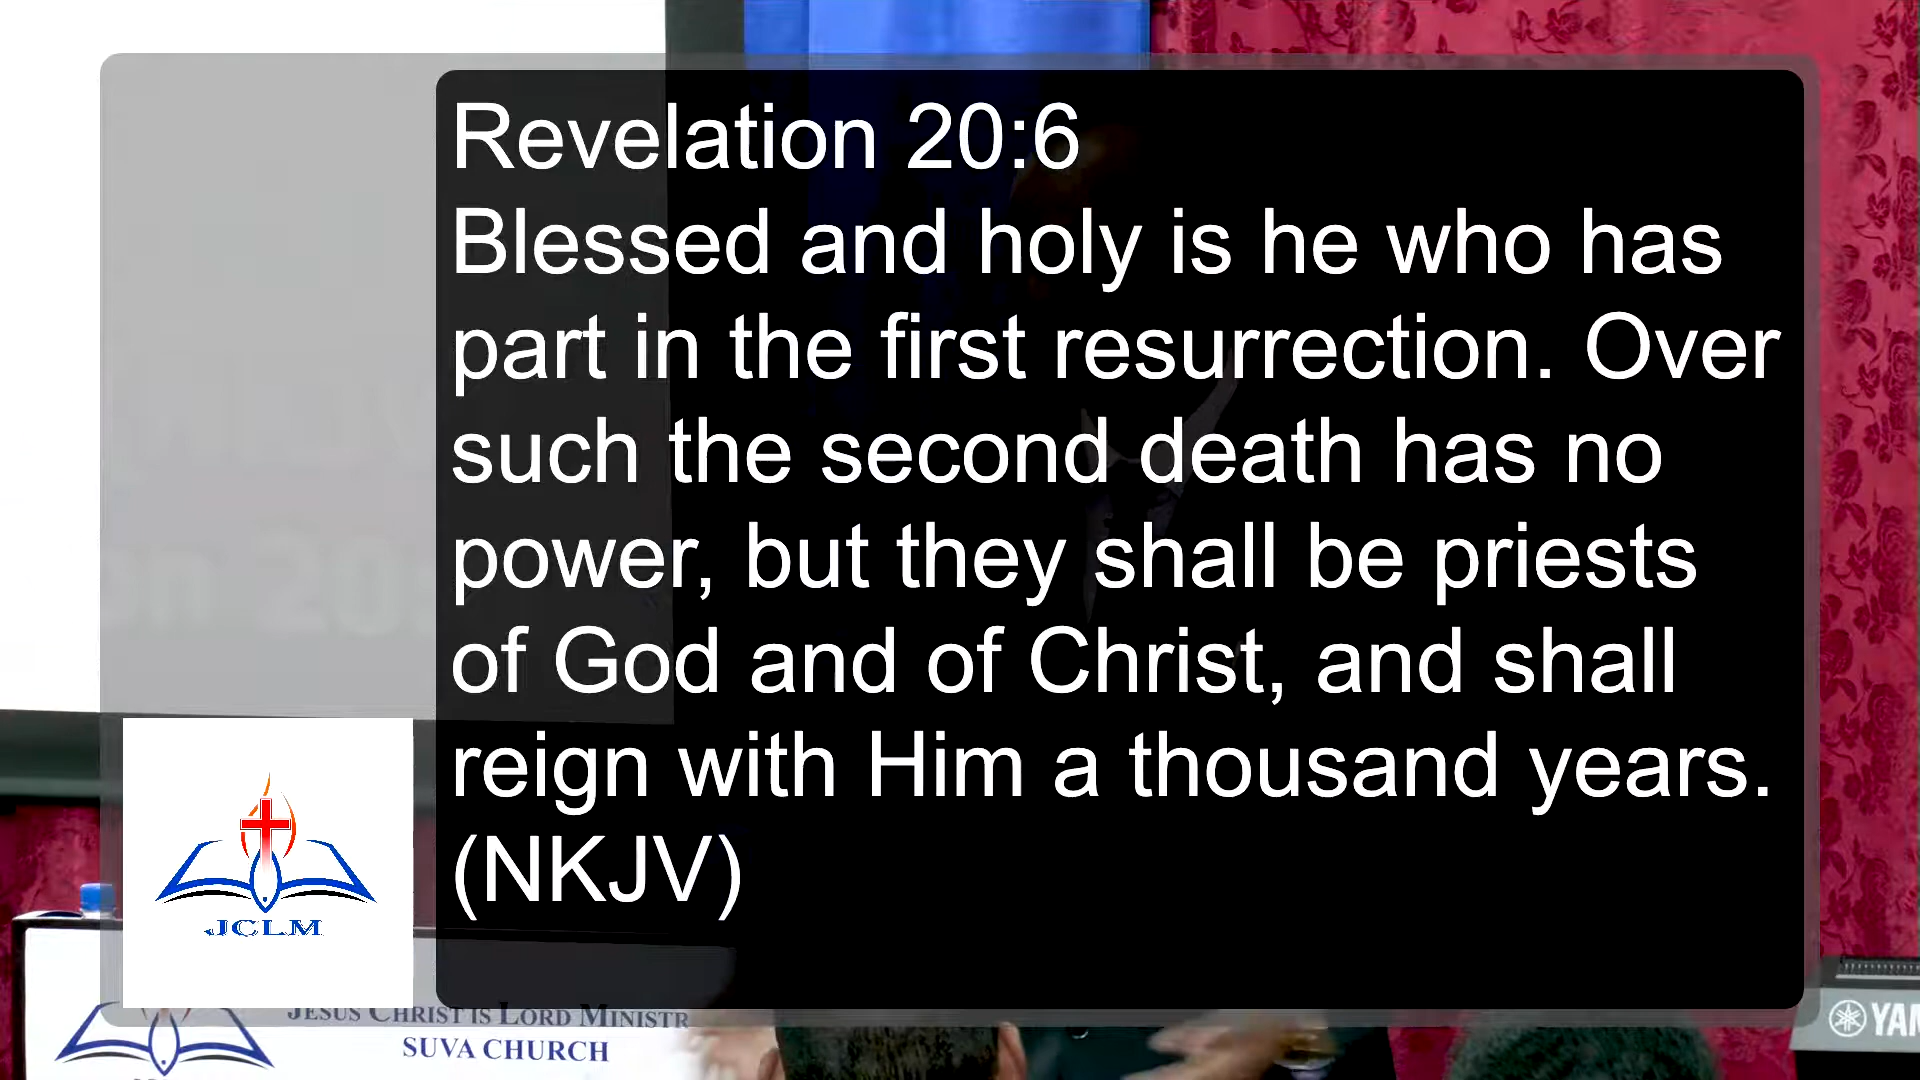 Revelation 20:6
Blessed and holy is he who has
part in the first resurrection. Over
such the second death has no
power, but they shall be priests
of God and of Christ, and shall
reign with Him a thousand years.
(NKJV)
JCLM
JESUS CHRIST IS LORD MINISTR
SUVA CHURCH
YAM